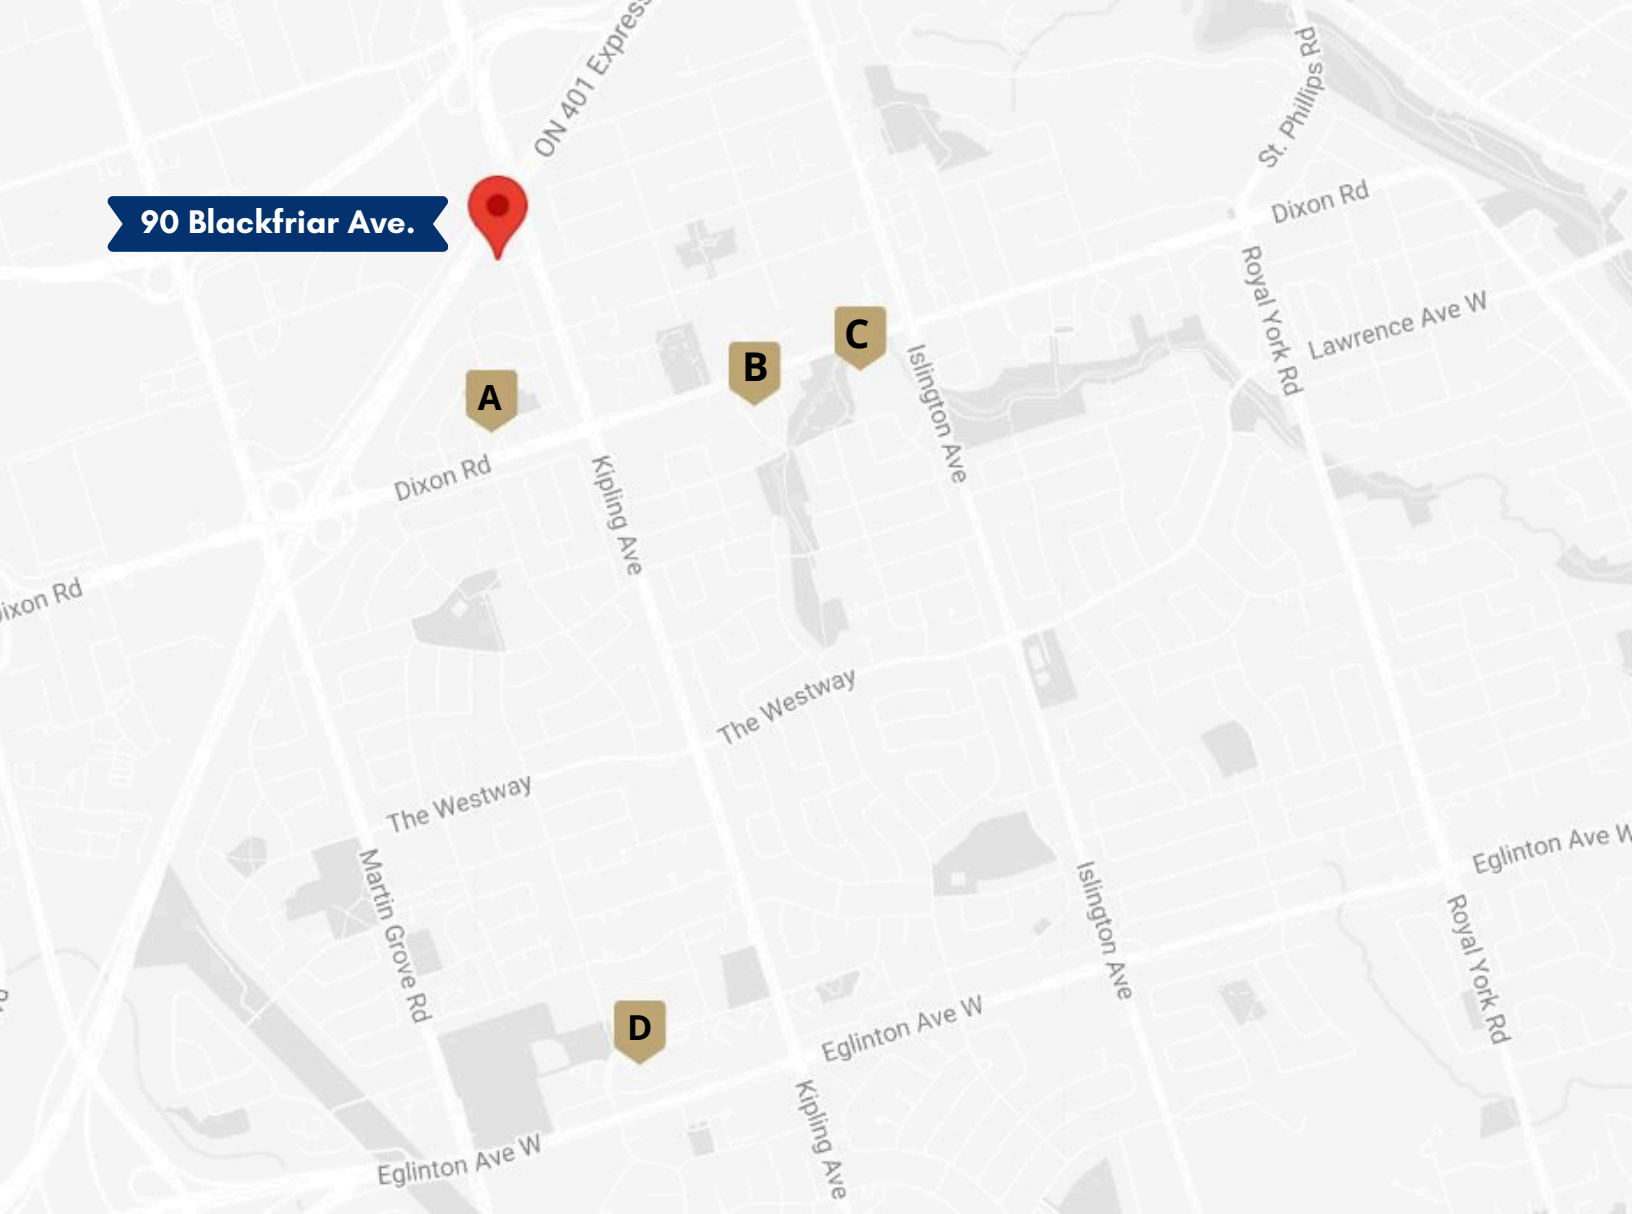 ON 401 Express
St. Phillips Rd
Dixon Rd
90 Blackfriar Ave.
Royal York Rd
Lawrence Ave W
C
B
A
Islington Ave
Dixon Rd
Kipling Ave
Dixon Rd
The Westway
The Westway
Eglinton Ave W
Martin Grove Rd
Islington Ave
Royal York Rd
D
Eglinton Ave W
Kipling Ave
Eglinton Ave W